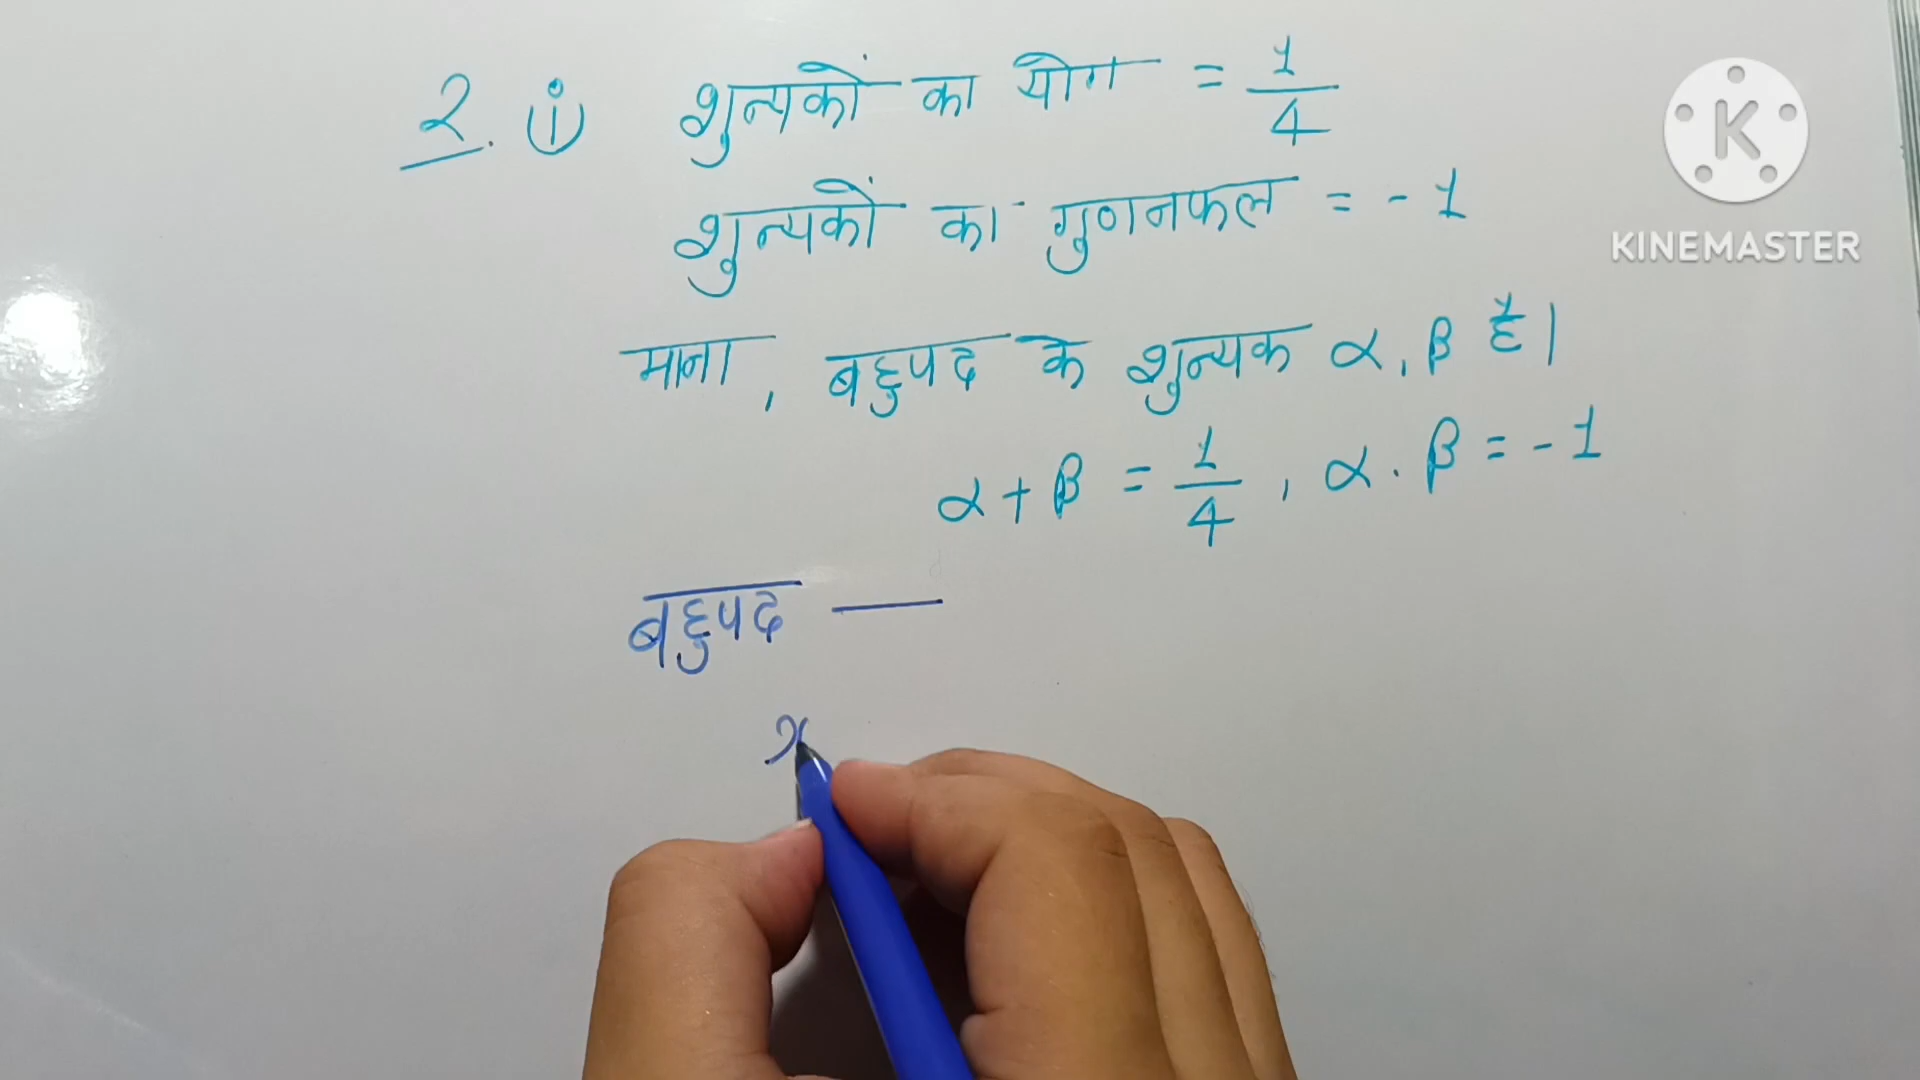 2. (i) शुन्यकों का योग = 1/4
शुन्यकों का गुणनफल = -1
माना, बहुपद के शुन्यक α, β है।
α + β = 1/4, α . β = -1
बहुपद —
x
K
KINEMASTER